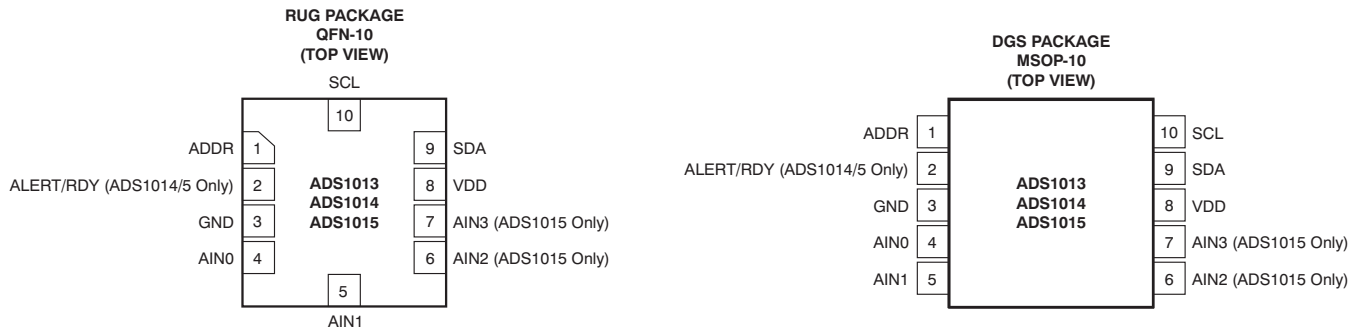 RUG PACKAGE
QFN-10
(TOP VIEW)
SCL
10
ADDR 1
9 SDA
ALERT/RDY (ADS1014/5 Only) 2
ADS1013
8 VDD
ADS1014
GND 3
ADS1015
7 AIN3 (ADS1015 Only)
AIN0 4
6 AIN2 (ADS1015 Only)
5
AIN1
DGS PACKAGE
MSOP-10
(TOP VIEW)
ADDR 1
10 SCL
ALERT/RDY (ADS1014/5 Only) 2
9 SDA
ADS1013
ADS1014
ADS1015
GND 3
8 VDD
AIN0 4
7 AIN3 (ADS1015 Only)
AIN1 5
6 AIN2 (ADS1015 Only)